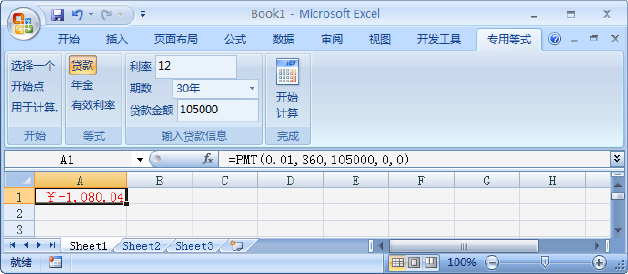 Book1 - Microsoft Excel
开始 插入 页面布局 公式 数据 审阅 视图 开发工具 专用等式
选择一个 贷款 利率 12
开始点 年金 期数 30年 开始
用于计算. 有效利率 贷款金额 105000 计算
开始 等式 输入贷款信息 完成
A1 fx =PMT(0.01,360,105000,0,0)
A B C D E F G H
1 ¥-1,080.04
2
3
Sheet1 Sheet2 Sheet3
就绪 100%